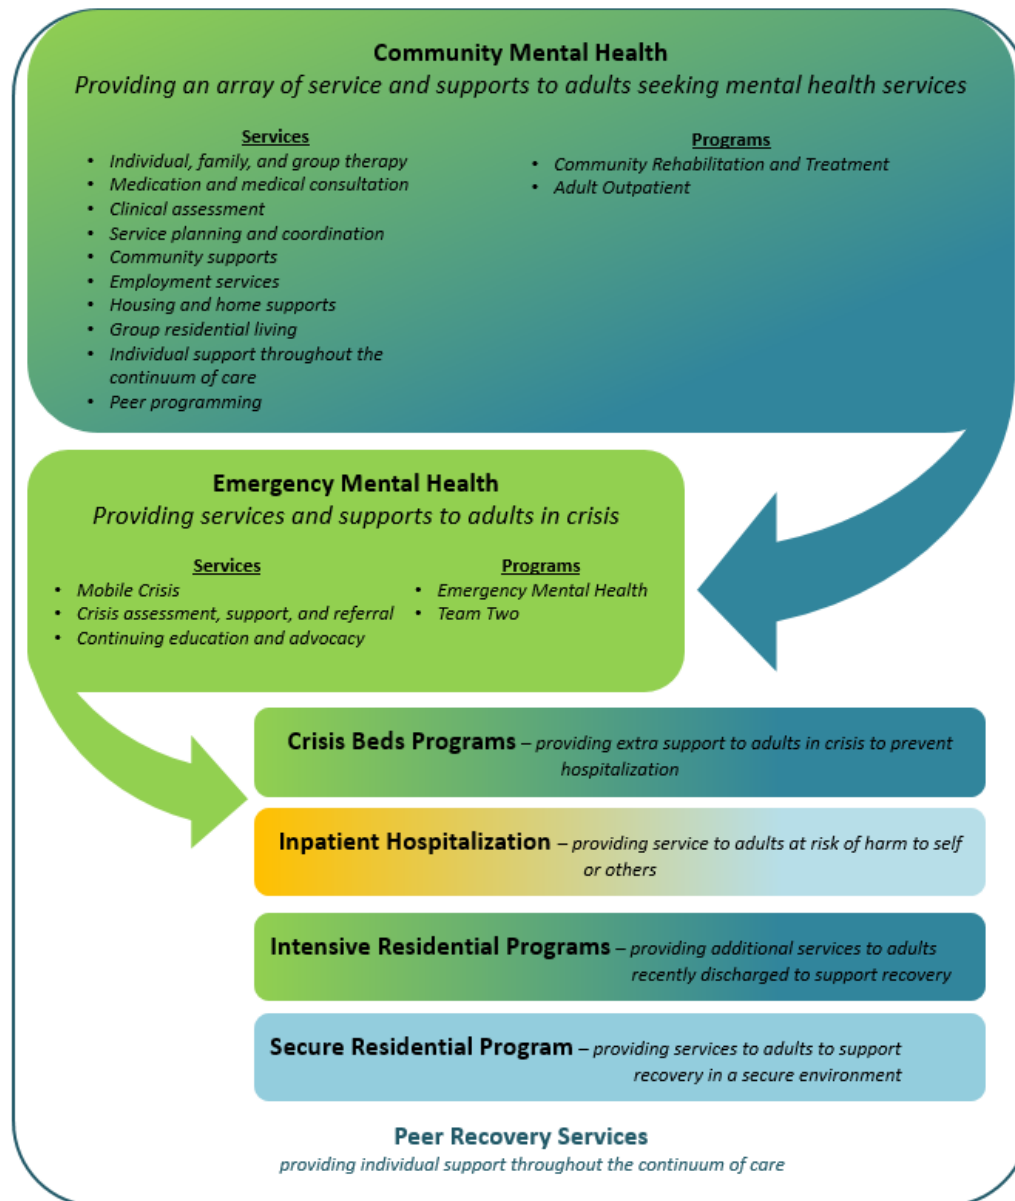 Community Mental Health
Providing an array of service and supports to adults seeking mental health services
Services
• Individual, family, and group therapy
• Medication and medical consultation
• Clinical assessment
• Service planning and coordination
• Community supports
• Employment services
• Housing and home supports
• Group residential living
• Individual support throughout the
continuum of care
• Peer programming
Programs
• Community Rehabilitation and Treatment
• Adult Outpatient
Emergency Mental Health
Providing services and supports to adults in crisis
Services
• Mobile Crisis
• Crisis assessment, support, and referral
• Continuing education and advocacy
Programs
• Emergency Mental Health
• Team Two
Crisis Beds Programs – providing extra support to adults in crisis to prevent
hospitalization
Inpatient Hospitalization – providing service to adults at risk of harm to self
or others
Intensive Residential Programs – providing additional services to adults
recently discharged to support recovery
Secure Residential Program – providing services to adults to support
recovery in a secure environment
Peer Recovery Services
providing individual support throughout the continuum of care